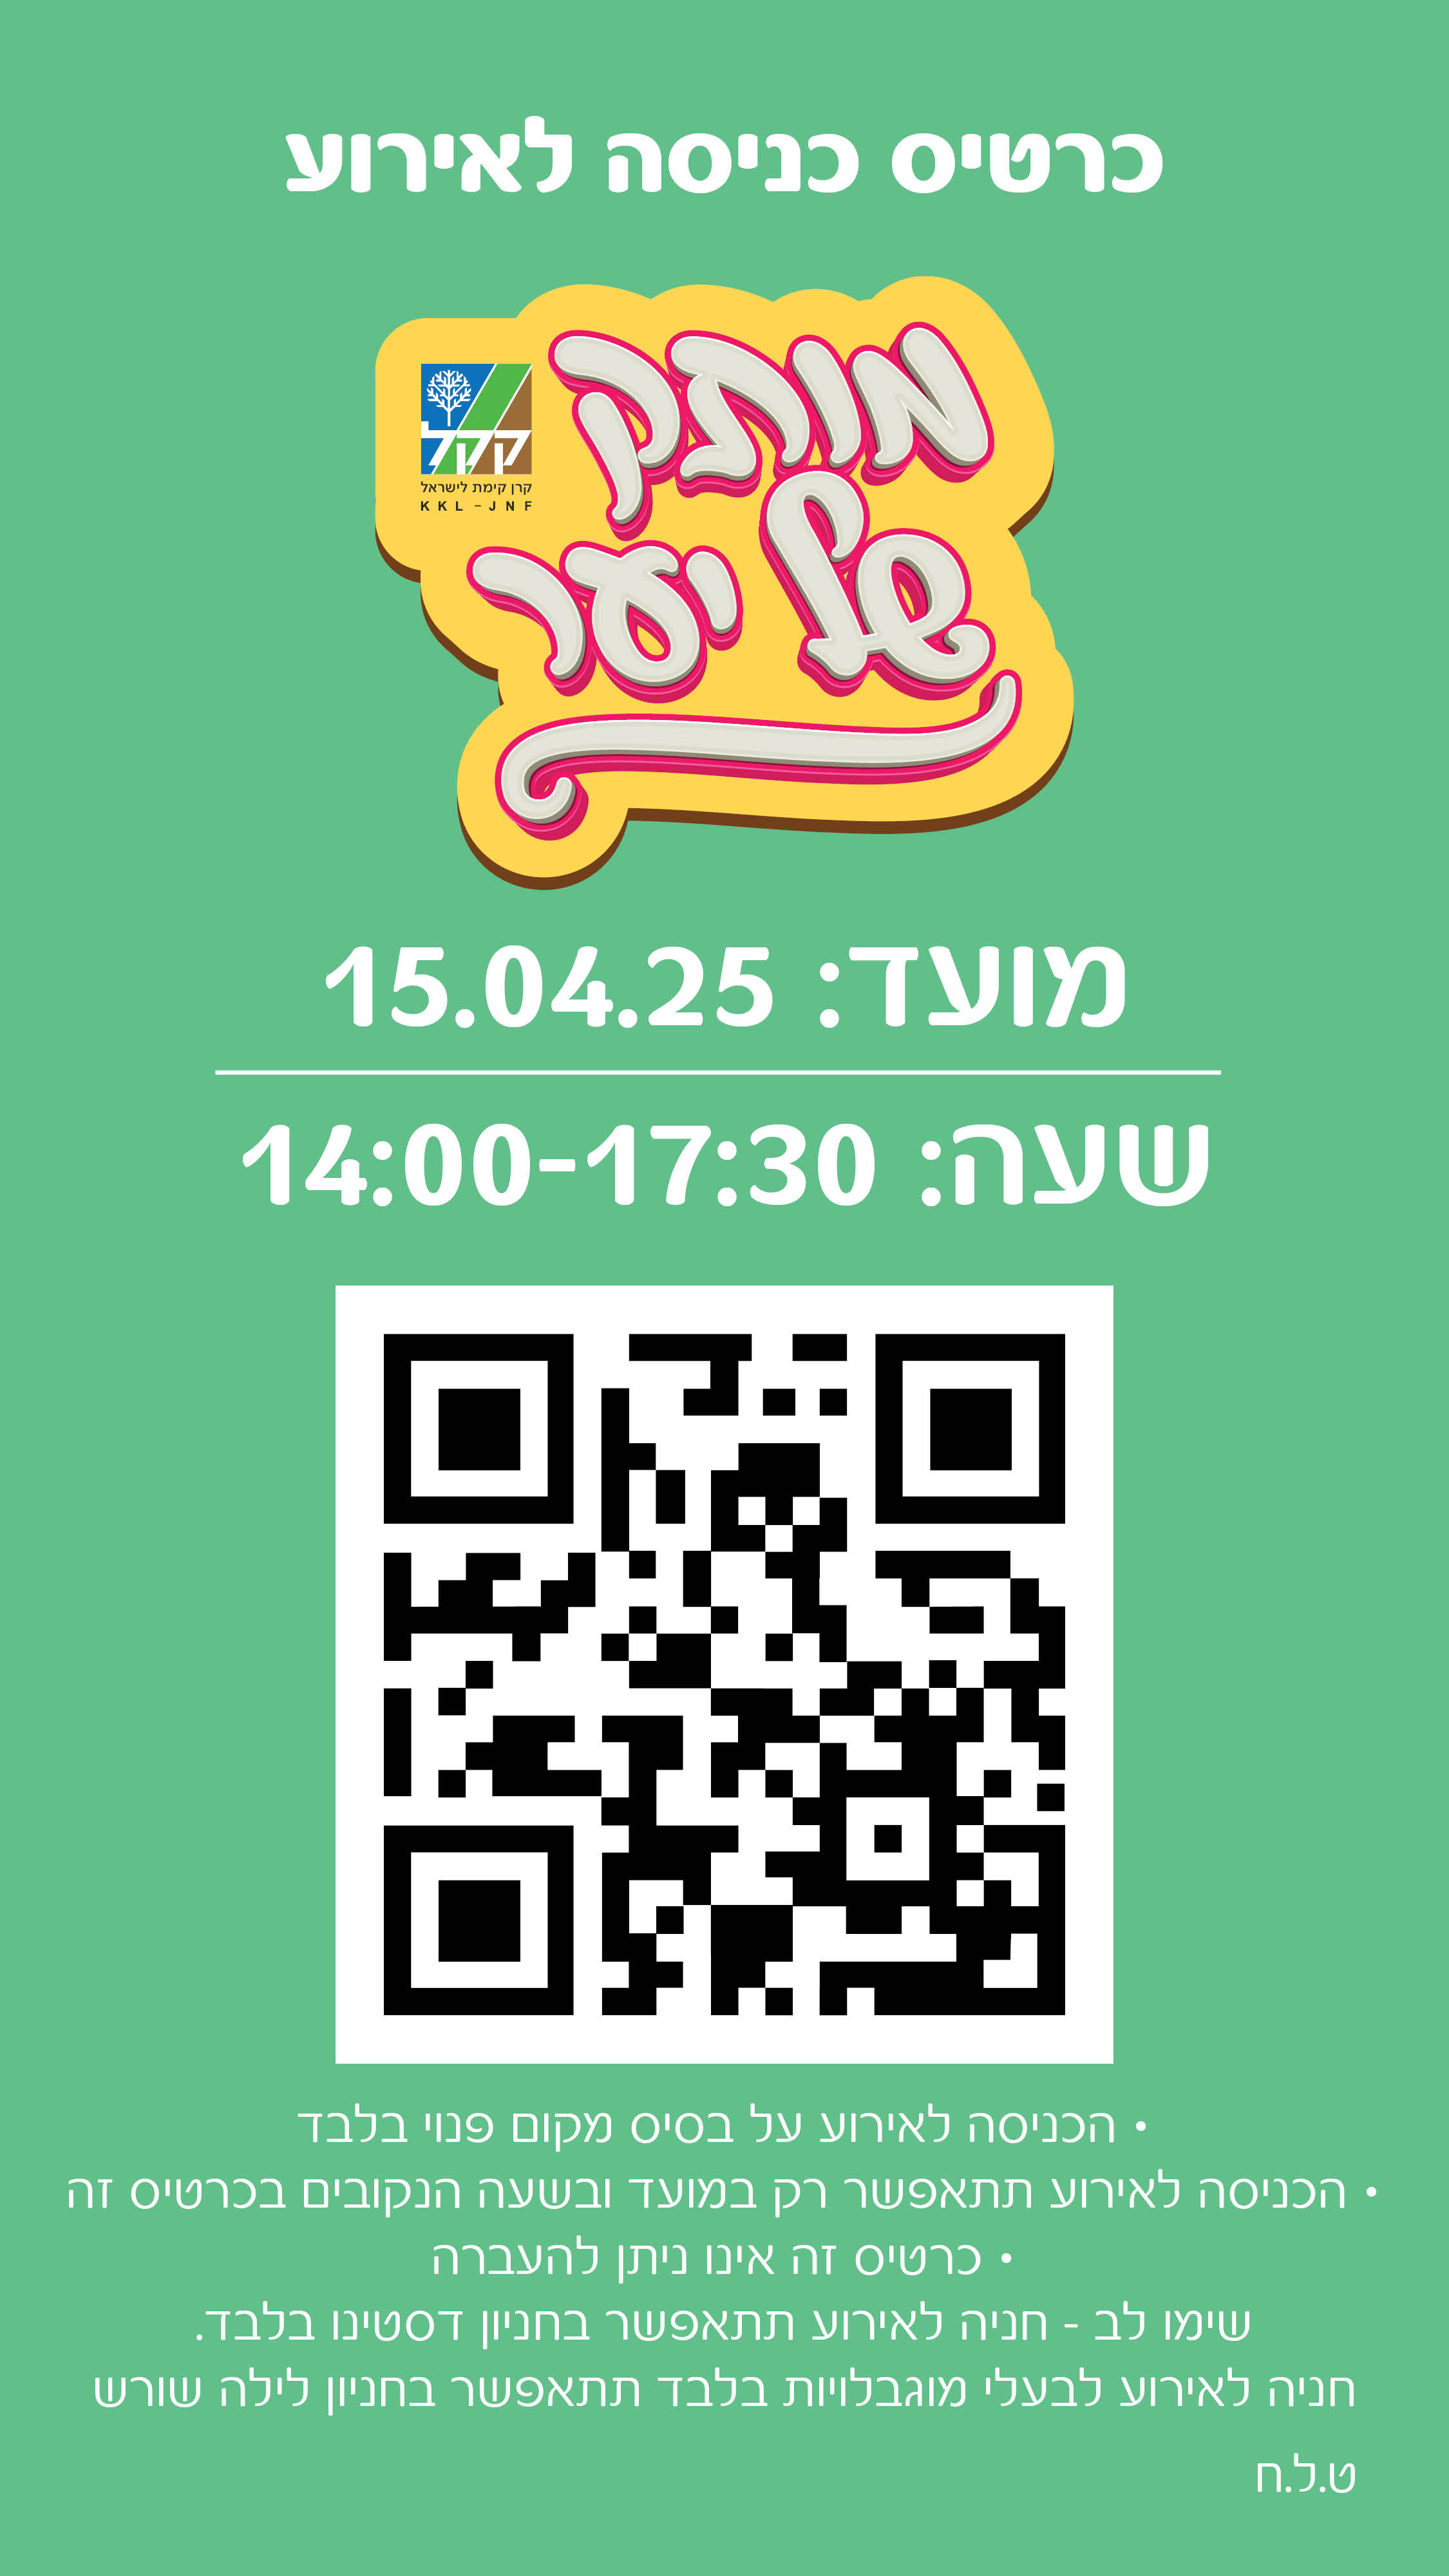 כרטיס כניסה לאירוע
מותק
של יער
קקל
קרן קימת לישראל
KKL-JNF
מועד: 15.04.25
שעה: 14:00-17:30
• הכניסה לאירוע על בסיס מקום פנוי בלבד
• הכניסה לאירוע תתאפשר רק במועד ובשעה הנקובים בכרטיס זה
• כרטיס זה אינו ניתן להעברה
שימו לב - חניה לאירוע תתאפשר בחניון דסטינו בלבד.
חניה לאירוע לבעלי מוגבלויות בלבד תתאפשר בחניון לילה שורש
ט.ל.ח